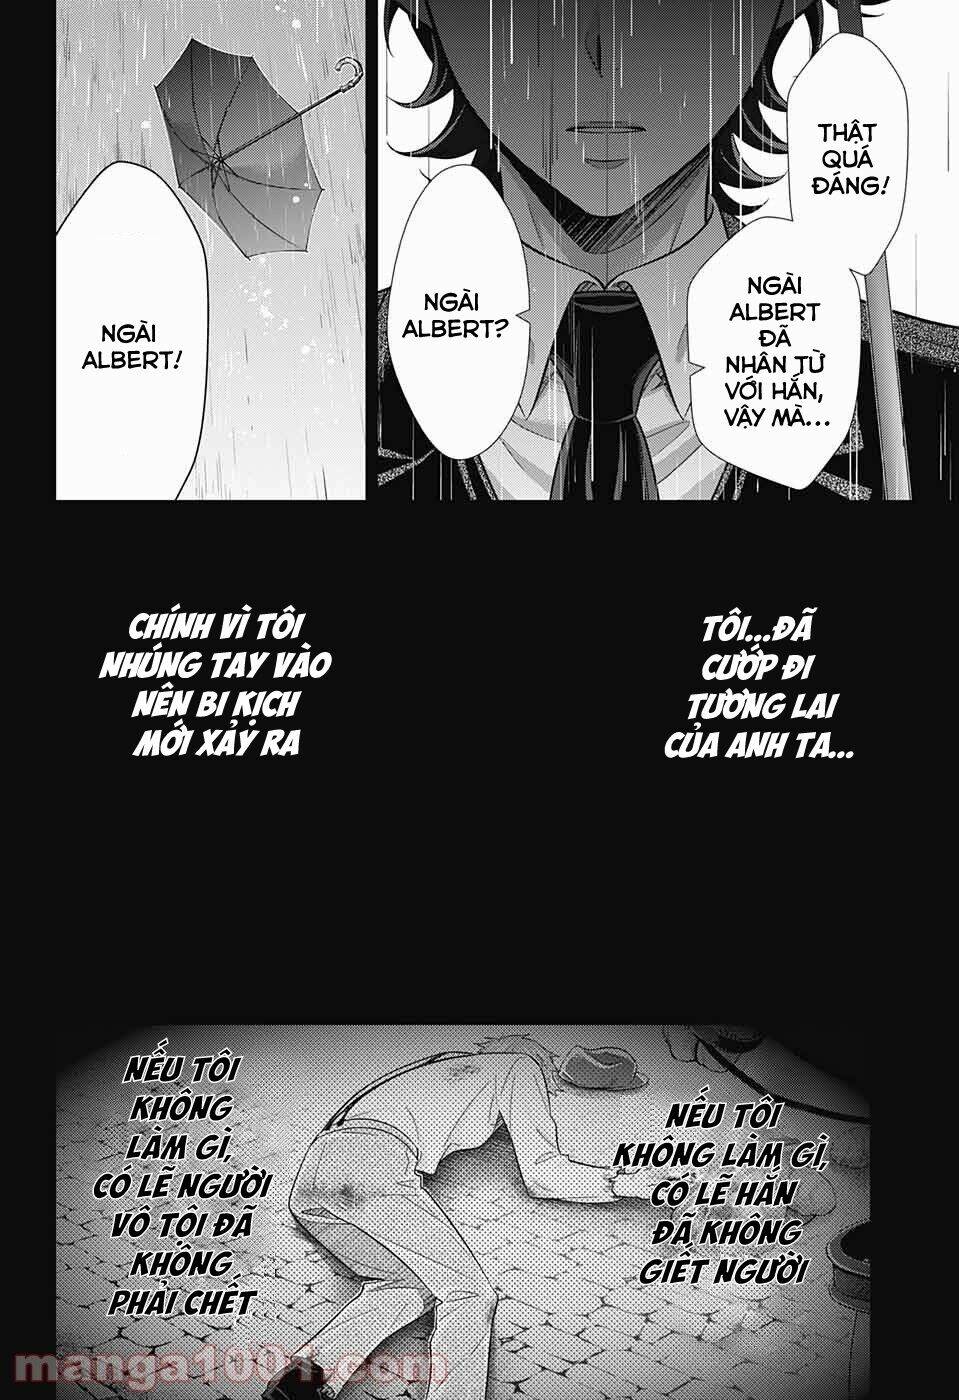 THẬT
QUÁ
ĐÁNG!
NGÀI
ALBERT
ĐÃ
NHÂN TỪ
VỚI HẮN,
VẬY MÀ...
NGÀI
ALBERT?
NGÀI
ALBERT!
TÔI...ĐÃ
CƯỚP ĐI
TƯƠNG LAI
CỦA ANH TA...
CHÍNH VÌ TÔI
NHÚNG TAY VÀO
NÊN BI KỊCH
MỚI XẢY RA
NẾU TÔI
KHÔNG LÀM GÌ,
CÓ LẼ HẮN
ĐÃ KHÔNG
GIẾT NGƯỜI
NẾU TÔI
KHÔNG
LÀM GÌ,
CÓ LẼ NGƯỜI
VÔ TỘI ĐÃ
KHÔNG
PHẢI CHẾT
manga1001.com